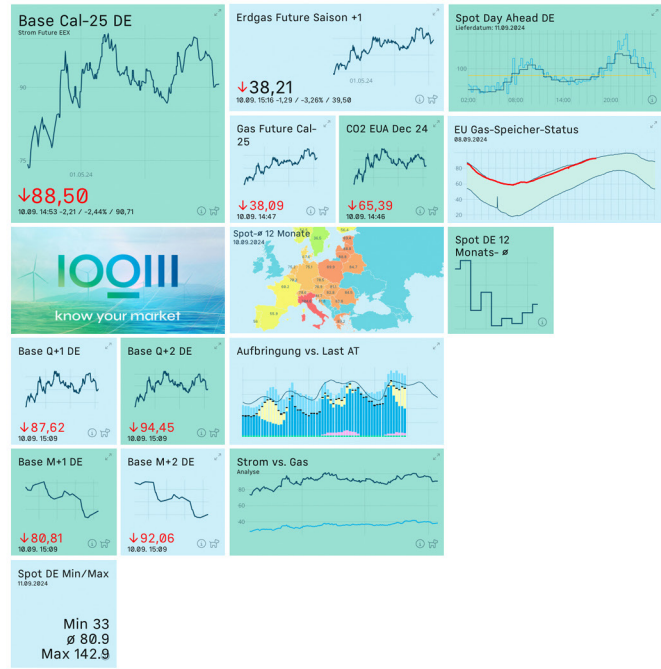 Base Cal-25 DE
Strom Future EEX
90
75
01.05.24
↓88,50
10.09. 14:53 -2,21 / -2,44% / 90,71
Erdgas Future Saison +1
01.05.24
↓38,21
10.09. 15:16 -1,29 / -3,26% / 39,50
Spot Day Ahead DE
Lieferdatum: 11.09.2024
100
02:00 08:00 14:00 20:00
Gas Future Cal-
25
↓38,09
10.09. 14:47
CO2 EUA Dec 24
↓65,39
10.09. 14:46
EU Gas-Speicher-Status
08.09.2024
80
60
40
20
know your market
Spot-ø 12 Monate
10.09.2024
Spot DE 12
Monats- ø
Base Q+1 DE
↓87,62
10.09. 15:09
Base Q+2 DE
↓94,45
10.09. 15:09
Aufbringung vs. Last AT
Base M+1 DE
↓80,81
10.09. 15:09
Base M+2 DE
↓92,06
10.09. 15:09
Strom vs. Gas
Analyse
80
60
40
Spot DE Min/Max
11.09.2024
Min 33
ø 80.9
Max 142.9